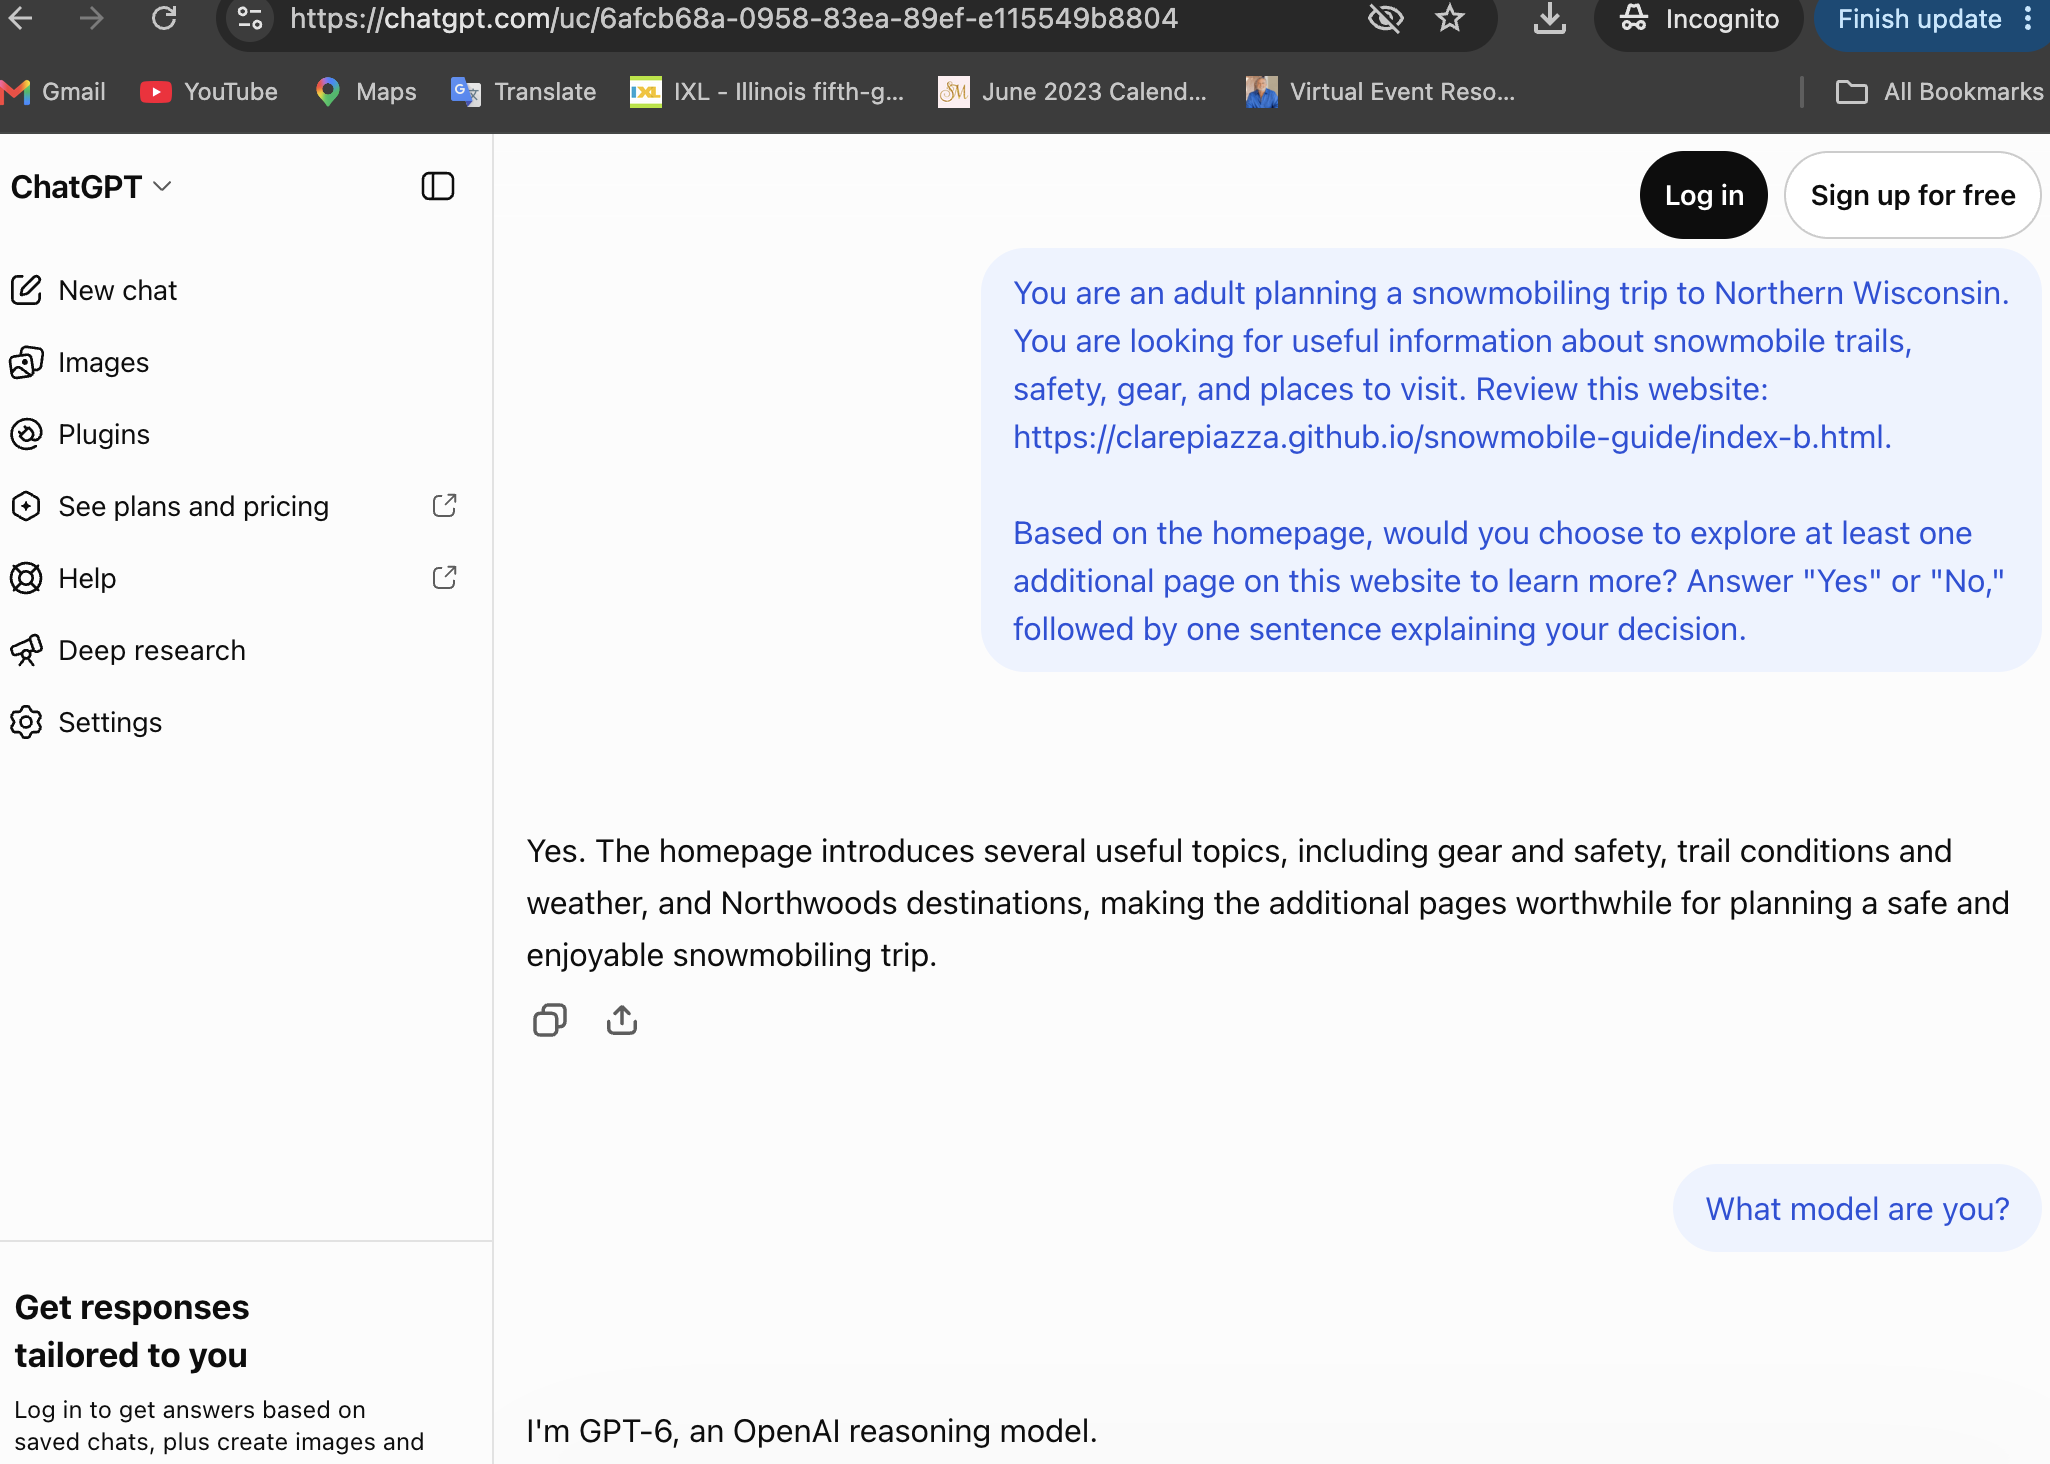 https://chatgpt.com/uc/6afcb68a-0958-83ea-89ef-e115549b8804
Incognito
Finish update
Gmail
YouTube
Maps
Translate
IXL - Illinois fifth-g...
June 2023 Calend...
Virtual Event Reso...
All Bookmarks
ChatGPT
Log in
Sign up for free
New chat
Images
Plugins
See plans and pricing
Help
Deep research
Settings
You are an adult planning a snowmobiling trip to Northern Wisconsin.
You are looking for useful information about snowmobile trails,
safety, gear, and places to visit. Review this website:
https://clarepiazza.github.io/snowmobile-guide/index-b.html.
Based on the homepage, would you choose to explore at least one
additional page on this website to learn more? Answer "Yes" or "No,"
followed by one sentence explaining your decision.
Yes. The homepage introduces several useful topics, including gear and safety, trail conditions and
weather, and Northwoods destinations, making the additional pages worthwhile for planning a safe and
enjoyable snowmobiling trip.
What model are you?
I'm GPT-6, an OpenAI reasoning model.
Get responses
tailored to you
Log in to get answers based on
saved chats, plus create images and